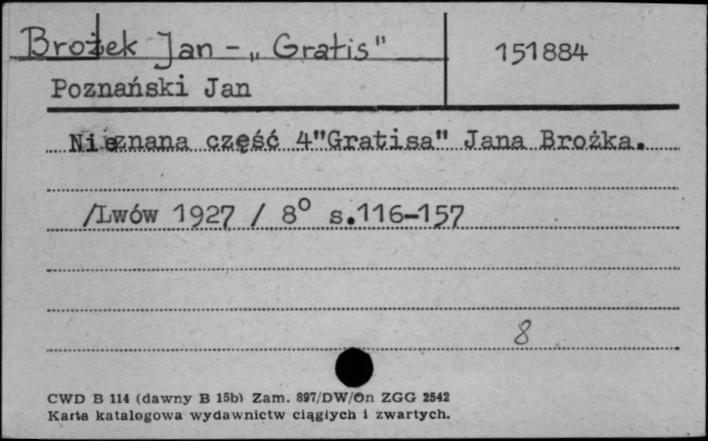 Brożek Jan - „Gratis"
151884
Poznański Jan
Nieznana część 4"Gratisa" Jana Brożka.
/Lwów 1927 / 8° s.116-157
8
CWD B 114 (dawny B 15b) Zam. 897/DW/On ZGG 2542
Karta katalogowa wydawnictw ciągłych i zwartych.